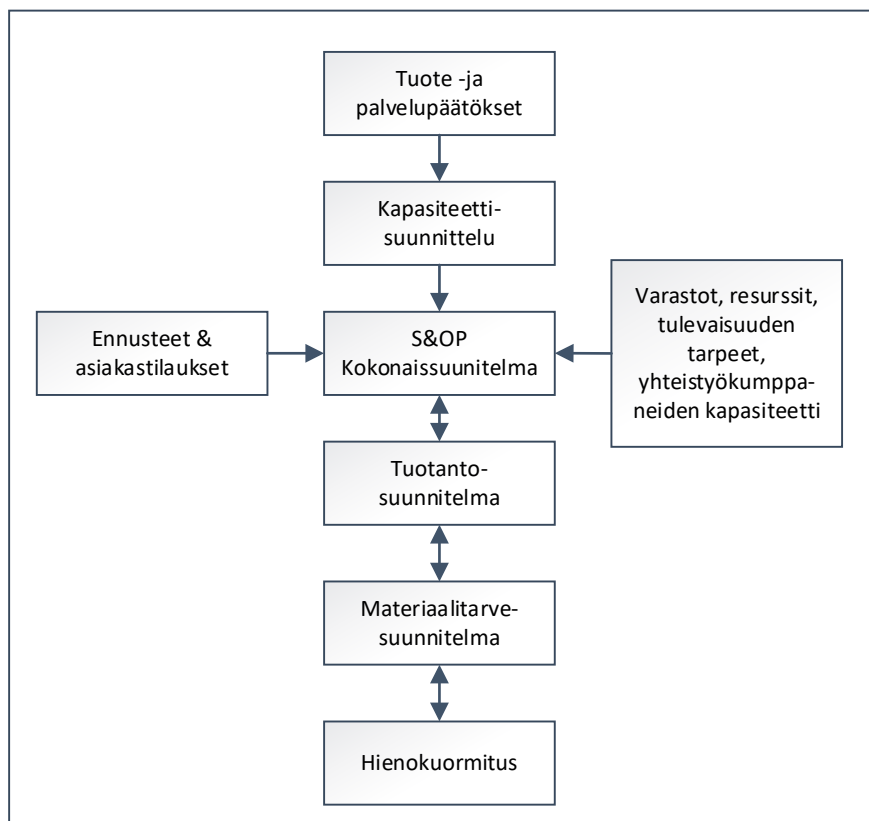 Tuote -ja
palvelupäätökset
Kapasiteetti-
suunnittelu
Ennusteet &
asiakastilaukset
S&OP
Kokonaissuunitelma
Varastot, resurssit,
tulevaisuuden
tarpeet,
yhteistyökumppa-
neiden kapasiteetti
Tuotanto-
suunnitelma
Materiaalitarve-
suunnitelma
Hienokuormitus